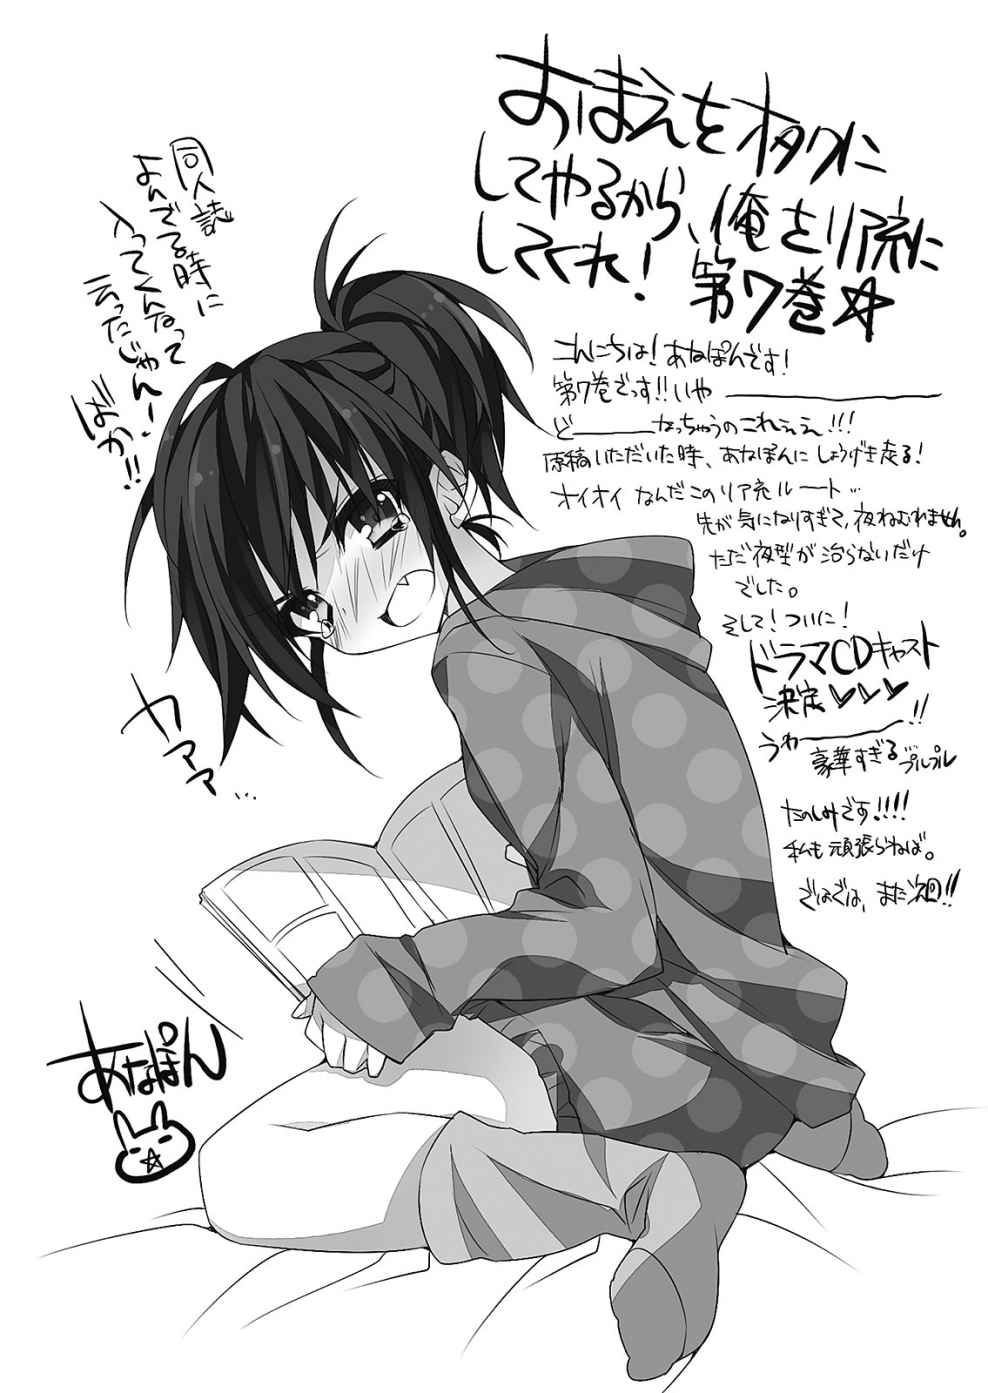 おまえをオタクに
してやるから、俺をリア充に
してくれ！ 第7巻☆
こんにちは！あなぽんです！
第7巻でっす!!いや────
ど────なっちゃうのこれぇぇえ─!!!
原稿いただいた時、あなぽんにしょうげき走る！
オイオイ なんだこのリア充ルート…
先が気になりすぎて、夜ねむれません。
ただ夜型が治らないだけ
でした。
そして！ついに！
ドラマCDキャスト
決定♥♥♥
うわ────!!
豪華すぎるプルプル
たのしみです!!!!
私も頑張らねば。
ではでは、また次回!!
同人誌
よんでる時に
入ってくんなって
云ったじゃんー!
ばか!!
カァァァ…
あなぽん